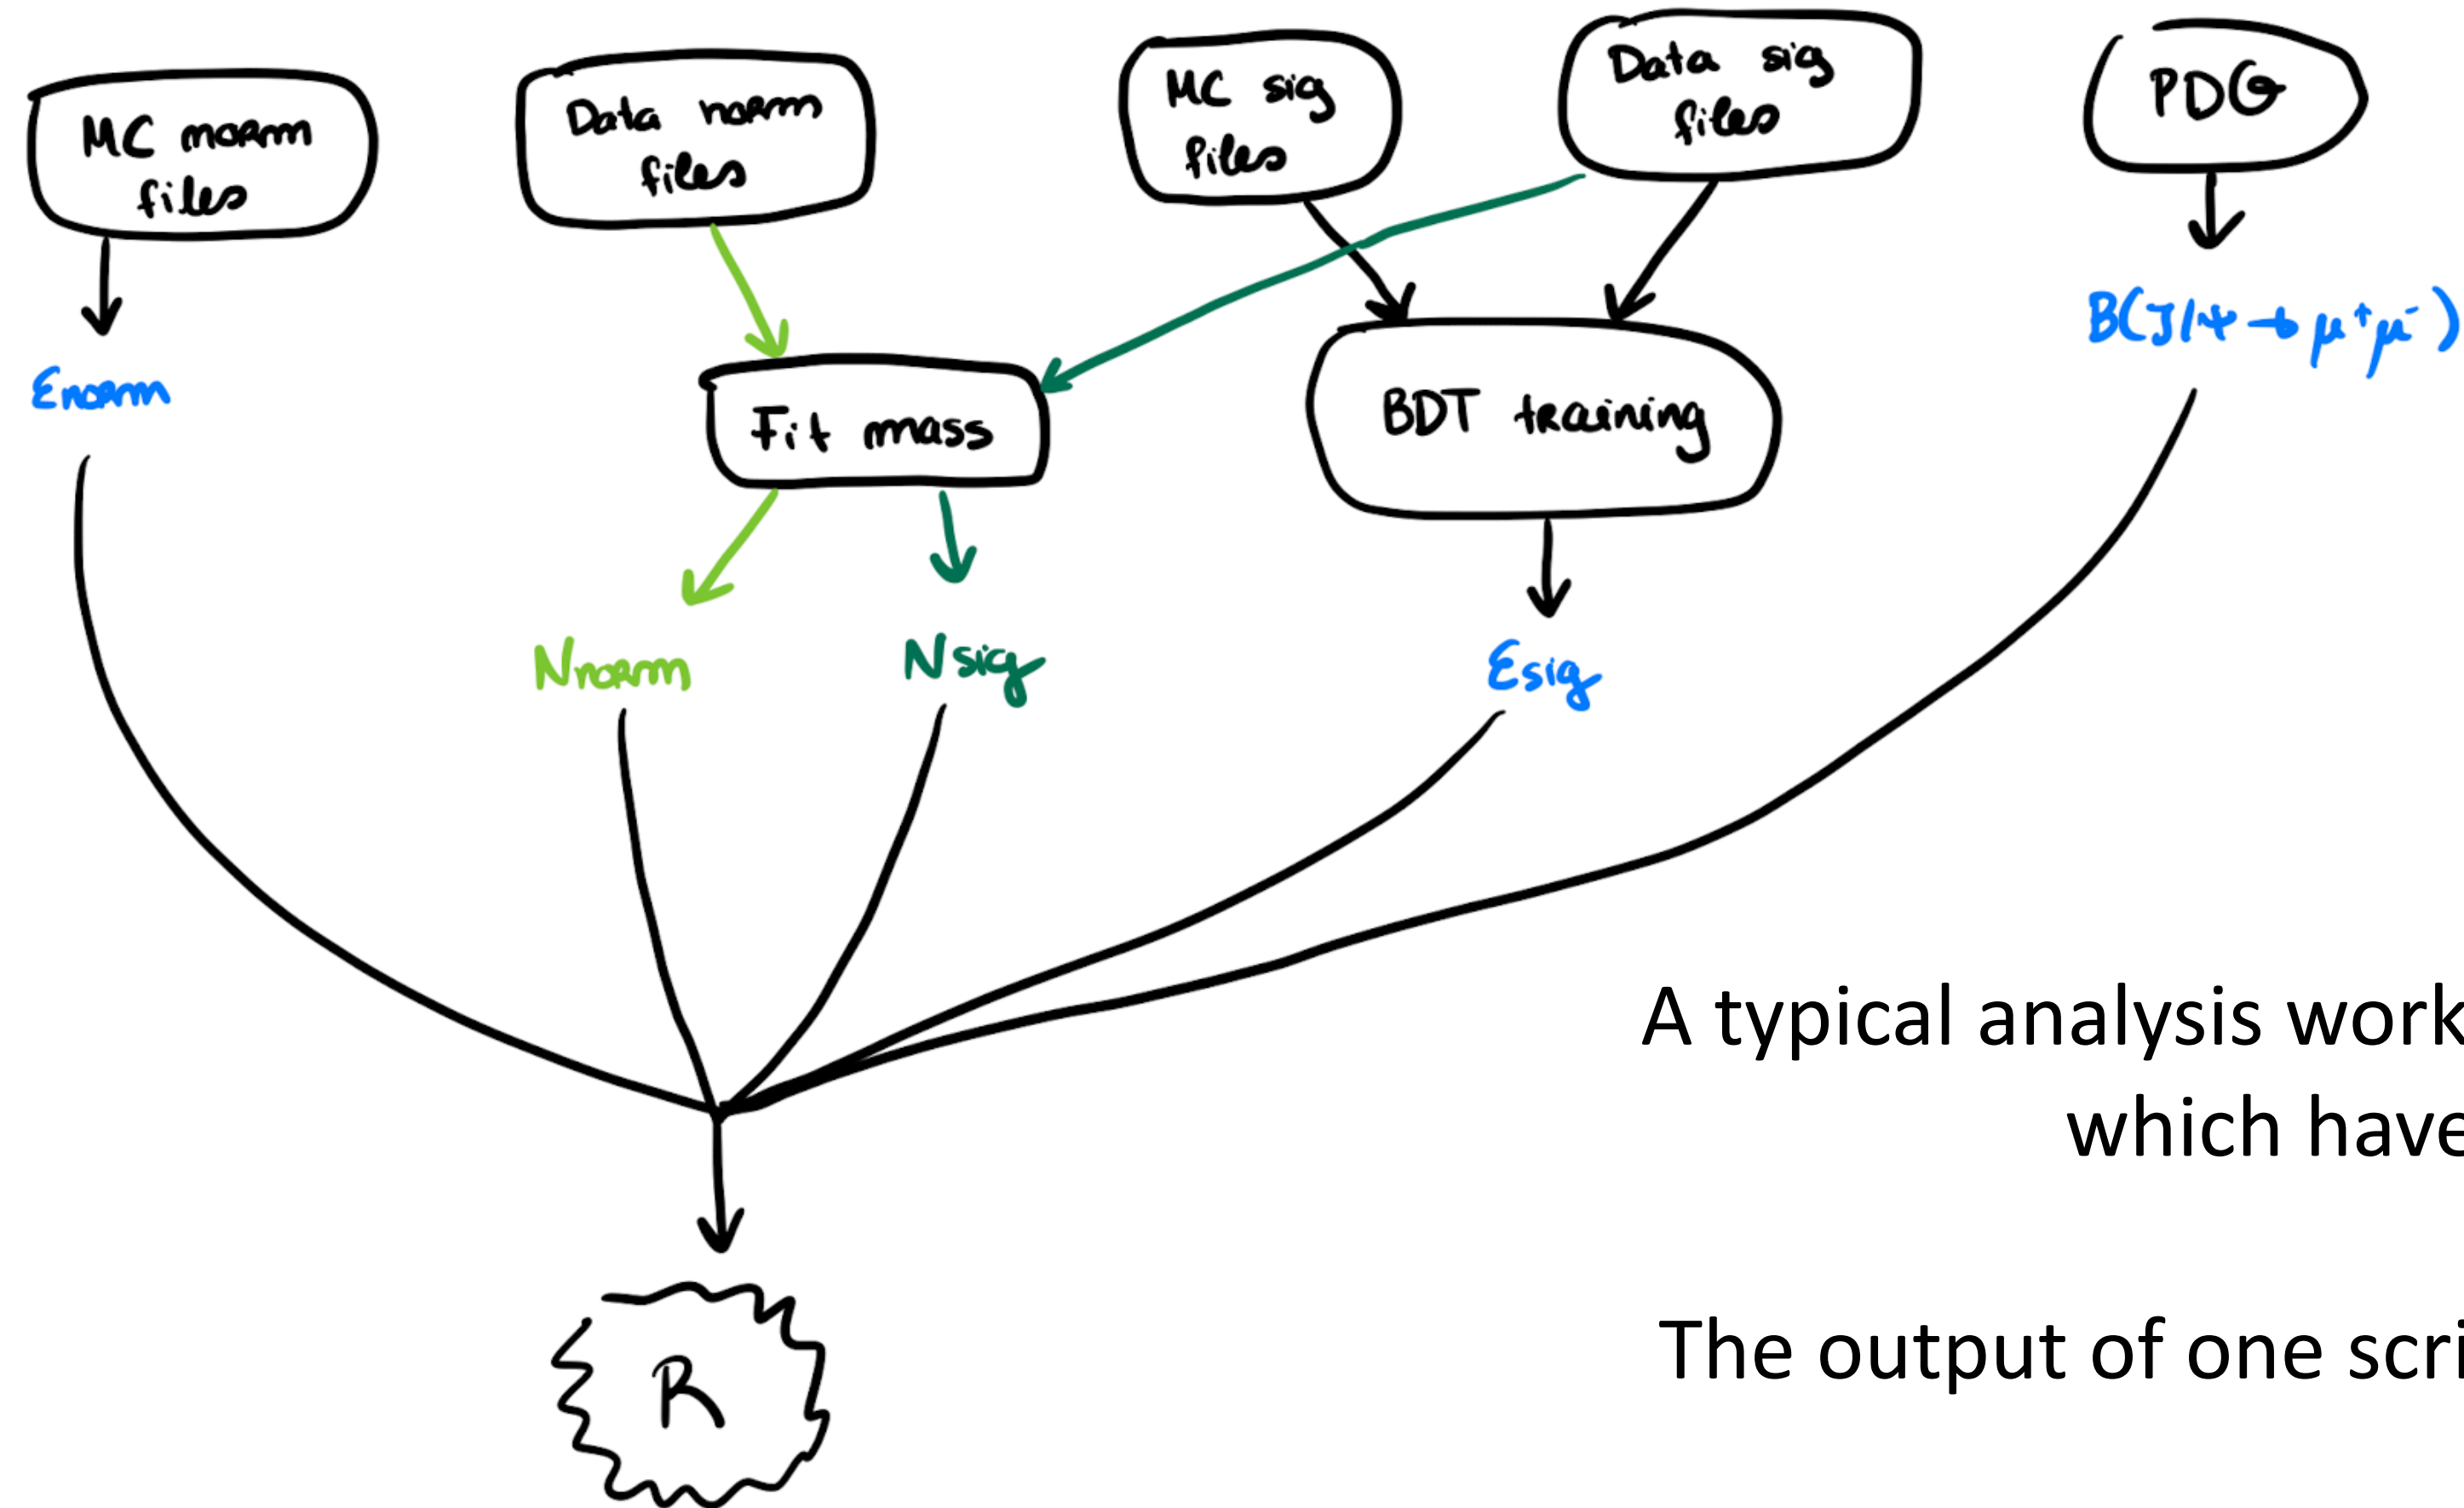 MC norm
files
Data norm
files
MC sig
files
Data sig
files
PDG
B(J/ψ → μ⁺μ⁻)
Enorm
Fit mass
BDT training
Nnorm
Nsig
Esig
A typical analysis work
which have
The output of one scri
R